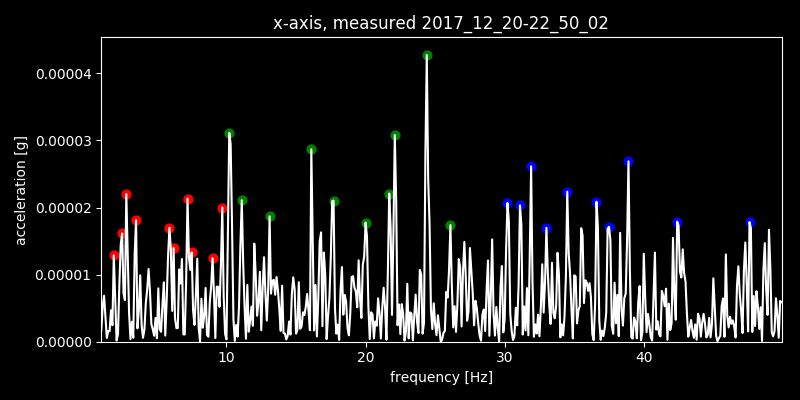 x-axis, measured 2017_12_20-22_50_02
acceleration [g]
0.00004
0.00003
0.00002
0.00001
0.00000
10 20 30 40
frequency [Hz]